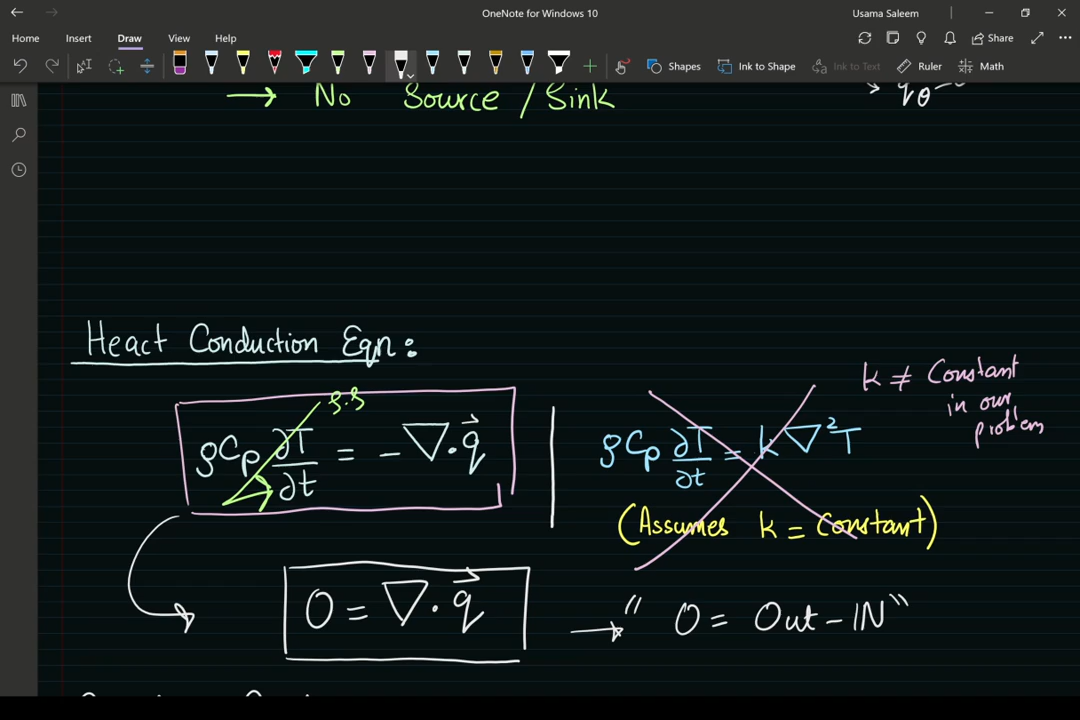 OneNote for Windows 10
Usama Saleem
Home Insert Draw View Help
Share
Shapes Ink to Shape Ink to Text Ruler Math
→ No Source / Sink
Heact Conduction Eqn:
k ≠ Constant
in our
problem
s.s
ρCp ∂T/∂t = - ∇·q⃗
ρCp ∂T/∂t = k ∇²T
(Assumes k = Constant)
0 = ∇·q⃗
→ " 0 = Out - IN "